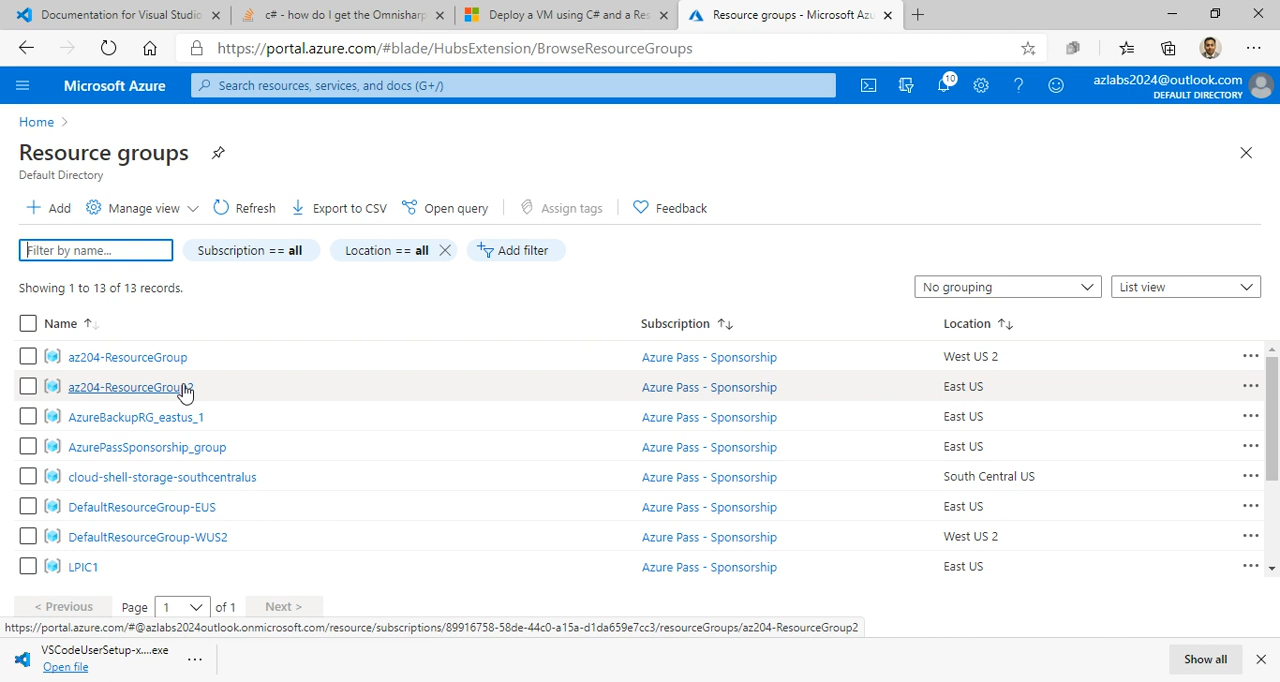 Documentation for Visual Studio
c# - how do I get the Omnisharp
Deploy a VM using C# and a Res
Resource groups - Microsoft Azu
https://portal.azure.com/#blade/HubsExtension/BrowseResourceGroups
Microsoft Azure
Search resources, services, and docs (G+/)
10
azlabs2024@outlook.com
DEFAULT DIRECTORY
Home
Resource groups
Default Directory
Add
Manage view
Refresh
Export to CSV
Open query
Assign tags
Feedback
Filter by name...
Subscription == all
Location == all
Add filter
Showing 1 to 13 of 13 records.
No grouping
List view
Name
Subscription
Location
az204-ResourceGroup Azure Pass - Sponsorship West US 2
az204-ResourceGroup2 Azure Pass - Sponsorship East US
AzureBackupRG_eastus_1 Azure Pass - Sponsorship East US
AzurePassSponsorship_group Azure Pass - Sponsorship East US
cloud-shell-storage-southcentralus Azure Pass - Sponsorship South Central US
DefaultResourceGroup-EUS Azure Pass - Sponsorship East US
DefaultResourceGroup-WUS2 Azure Pass - Sponsorship West US 2
LPIC1 Azure Pass - Sponsorship East US
< Previous Page 1 of 1 Next >
https://portal.azure.com/#@azlabs2024outlook.onmicrosoft.com/resource/subscriptions/89916758-58de-44c0-a15a-d1da659e7cc3/resourceGroups/az204-ResourceGroup2
VSCodeUserSetup-x....exe
Open file
Show all